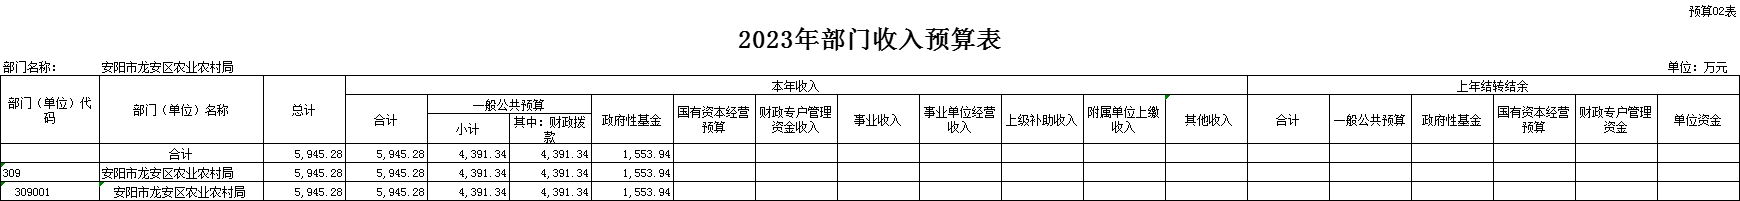 预算02表
2023年部门收入预算表
部门名称: 安阳市龙安区农业农村局 单位: 万元
部门（单位）代码 部门（单位）名称 总计 本年收入 上年结转结余
合计 一般公共预算 政府性基金 国有资本经营预算 财政专户管理资金收入 事业收入 事业单位经营收入 上级补助收入 附属单位上缴收入 其他收入 合计 一般公共预算 政府性基金 国有资本经营预算 财政专户管理资金 单位资金
小计 其中: 财政拨款
合计 5,945.28 5,945.28 4,391.34 4,391.34 1,553.94
309 安阳市龙安区农业农村局 5,945.28 5,945.28 4,391.34 4,391.34 1,553.94
309001 安阳市龙安区农业农村局 5,945.28 5,945.28 4,391.34 4,391.34 1,553.94